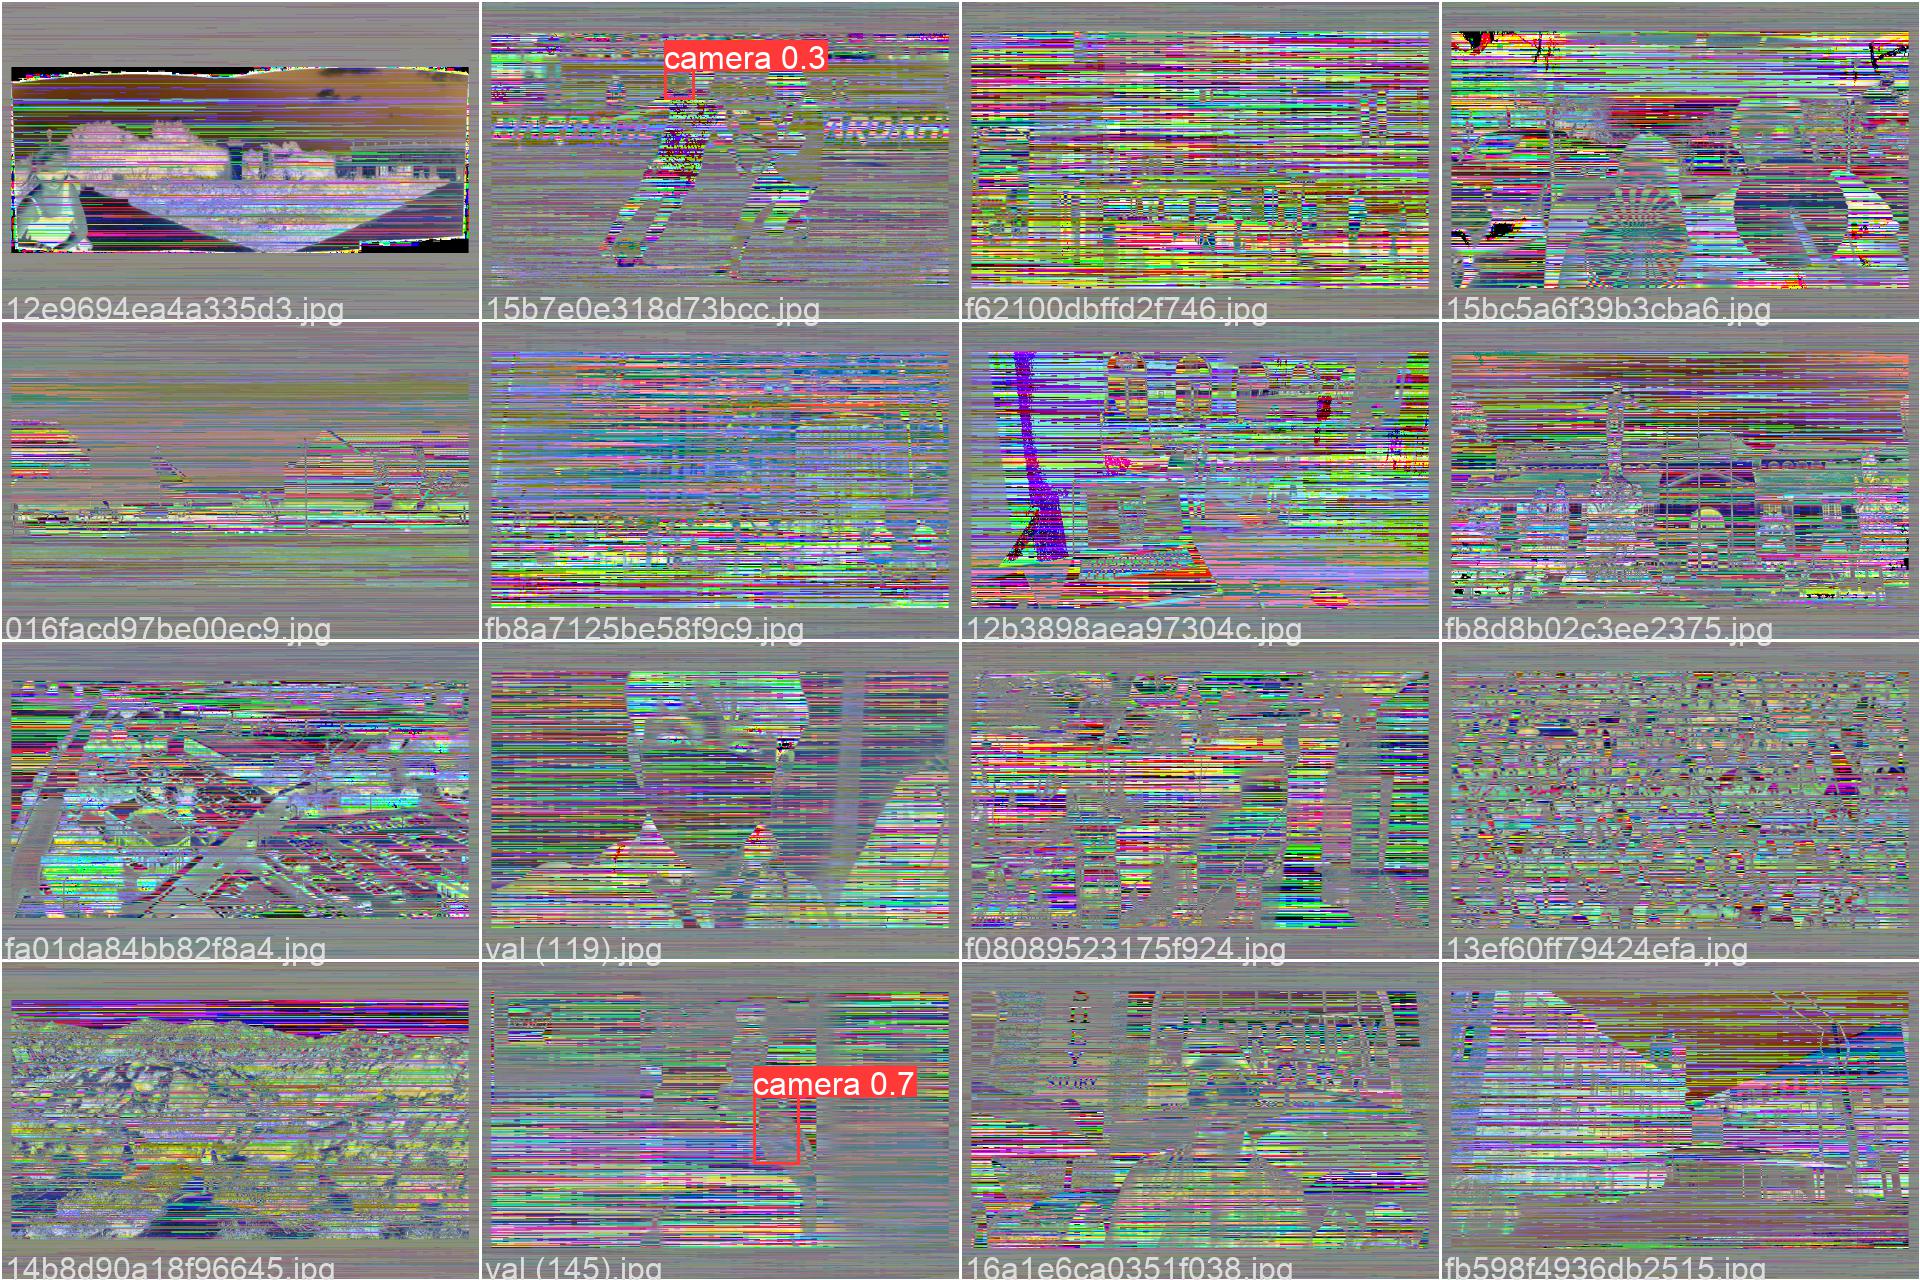 camera 0.3
12e9694ea4a335d3.jpg
15b7e0e318d73bcc.jpg
f62100dbffd2f746.jpg
15bc5a6f39b3cba6.jpg
016facd97be00ec9.jpg
fb8a7125be58f9c9.jpg
12b3898aea97304c.jpg
fb8d8b02c3ee2375.jpg
fa01da84bb82f8a4.jpg
val (119).jpg
f08089523175f924.jpg
13ef60ff79424efa.jpg
camera 0.7
STORY
14b8d90a18f96645.jpg
val (145).jpg
16a1e6ca0351f038.jpg
fb598f4936db2515.jpg